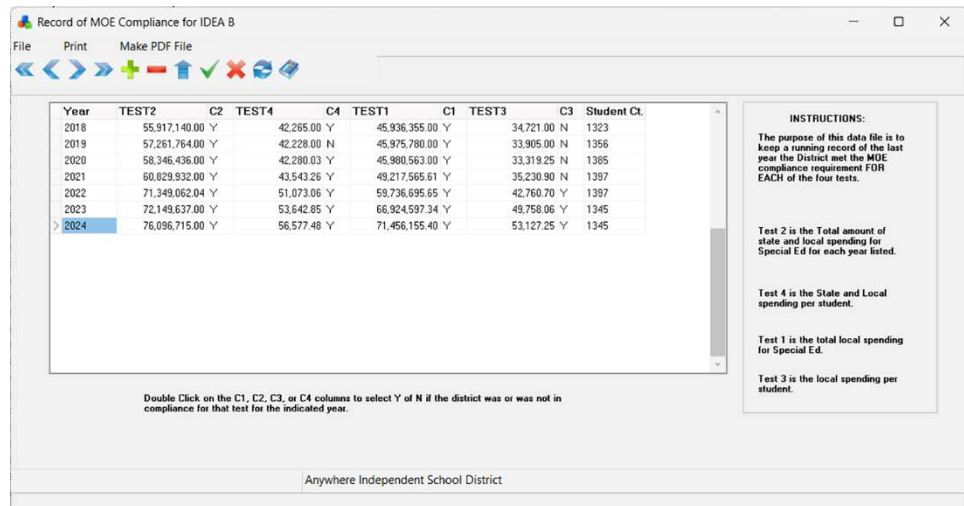 Record of MOE Compliance for IDEA B
File Print Make PDF File
Year TEST2 C2 TEST4 C4 TEST1 C1 TEST3 C3 Student Ct.
2018 55,917,140.00 Y 42,265.00 Y 45,936,355.00 Y 34,721.00 N 1323
2019 57,261,764.00 Y 42,228.00 N 45,975,780.00 Y 33,905.00 N 1356
2020 58,346,436.00 Y 42,280.03 Y 45,980,563.00 Y 33,319.25 N 1385
2021 60,829,932.00 Y 43,543.26 Y 49,217,565.61 Y 35,230.90 N 1397
2022 71,349,062.04 Y 51,073.06 Y 59,736,695.65 Y 42,760.70 Y 1397
2023 72,149,637.00 Y 53,642.85 Y 66,924,597.34 Y 49,758.06 Y 1345
2024 76,096,715.00 Y 56,577.48 Y 71,456,155.40 Y 53,127.25 Y 1345
INSTRUCTIONS:
The purpose of this data file is to
keep a running record of the last
year the District met the MOE
compliance requirement FOR
EACH of the four tests.
Test 2 is the Total amount of
state and local spending for
Special Ed for each year listed.
Test 4 is the State and Local
spending per student.
Test 1 is the total local spending
for Special Ed.
Test 3 is the local spending per
student.
Double Click on the C1, C2, C3, or C4 columns to select Y of N if the district was or was not in
compliance for that test for the indicated year.
Anywhere Independent School District